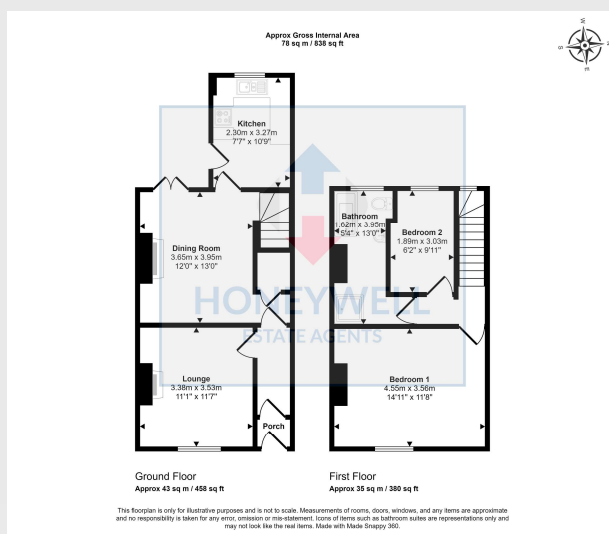 Approx Gross Internal Area
78 sq m / 838 sq ft
W
S
N
E
Kitchen
2.30m x 3.27m
7'7" x 10'9"
Dining Room
3.65m x 3.95m
12'0" x 13'0"
Lounge
3.38m x 3.53m
11'1" x 11'7"
Porch
Bathroom
1.62m x 3.95m
5'4" x 13'0"
Bedroom 2
1.89m x 3.03m
6'2" x 9'11"
Bedroom 1
4.55m x 3.56m
14'11" x 11'8"
HONEYWELL
ESTATE AGENTS
Ground Floor
Approx 43 sq m / 458 sq ft
First Floor
Approx 35 sq m / 380 sq ft
This floorplan is only for illustrative purposes and is not to scale. Measurements of rooms, doors, windows, and any items are approximate
and no responsibility is taken for any error, omission or mis-statement. Icons of items such as bathroom suites are representations only and
may not look like the real items. Made with Made Snappy 360.